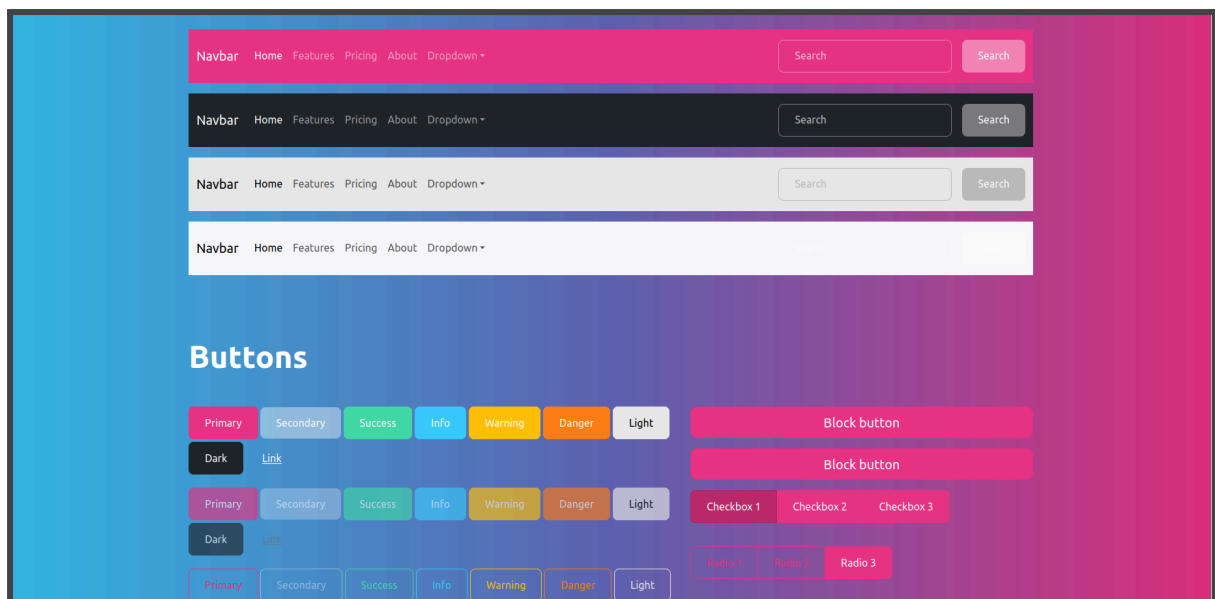 Navbar Home Features Pricing About Dropdown Search Search
Navbar Home Features Pricing About Dropdown Search Search
Navbar Home Features Pricing About Dropdown Search Search
Navbar Home Features Pricing About Dropdown
Buttons
Primary Secondary Success Info Warning Danger Light
Dark Link
Primary Secondary Success Info Warning Danger Light
Dark Link
Primary Secondary Success Info Warning Danger Light
Block button
Block button
Checkbox 1 Checkbox 2 Checkbox 3
Radio 1 Radio 2 Radio 3